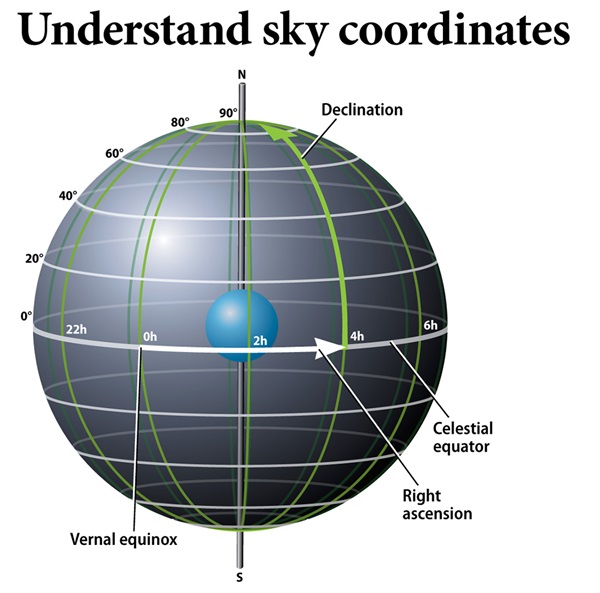 Understand sky coordinates
N
90°
80°
Declination
60°
40°
20°
0°
22h
0h
2h
4h
6h
Celestial
equator
Right
ascension
Vernal equinox
S